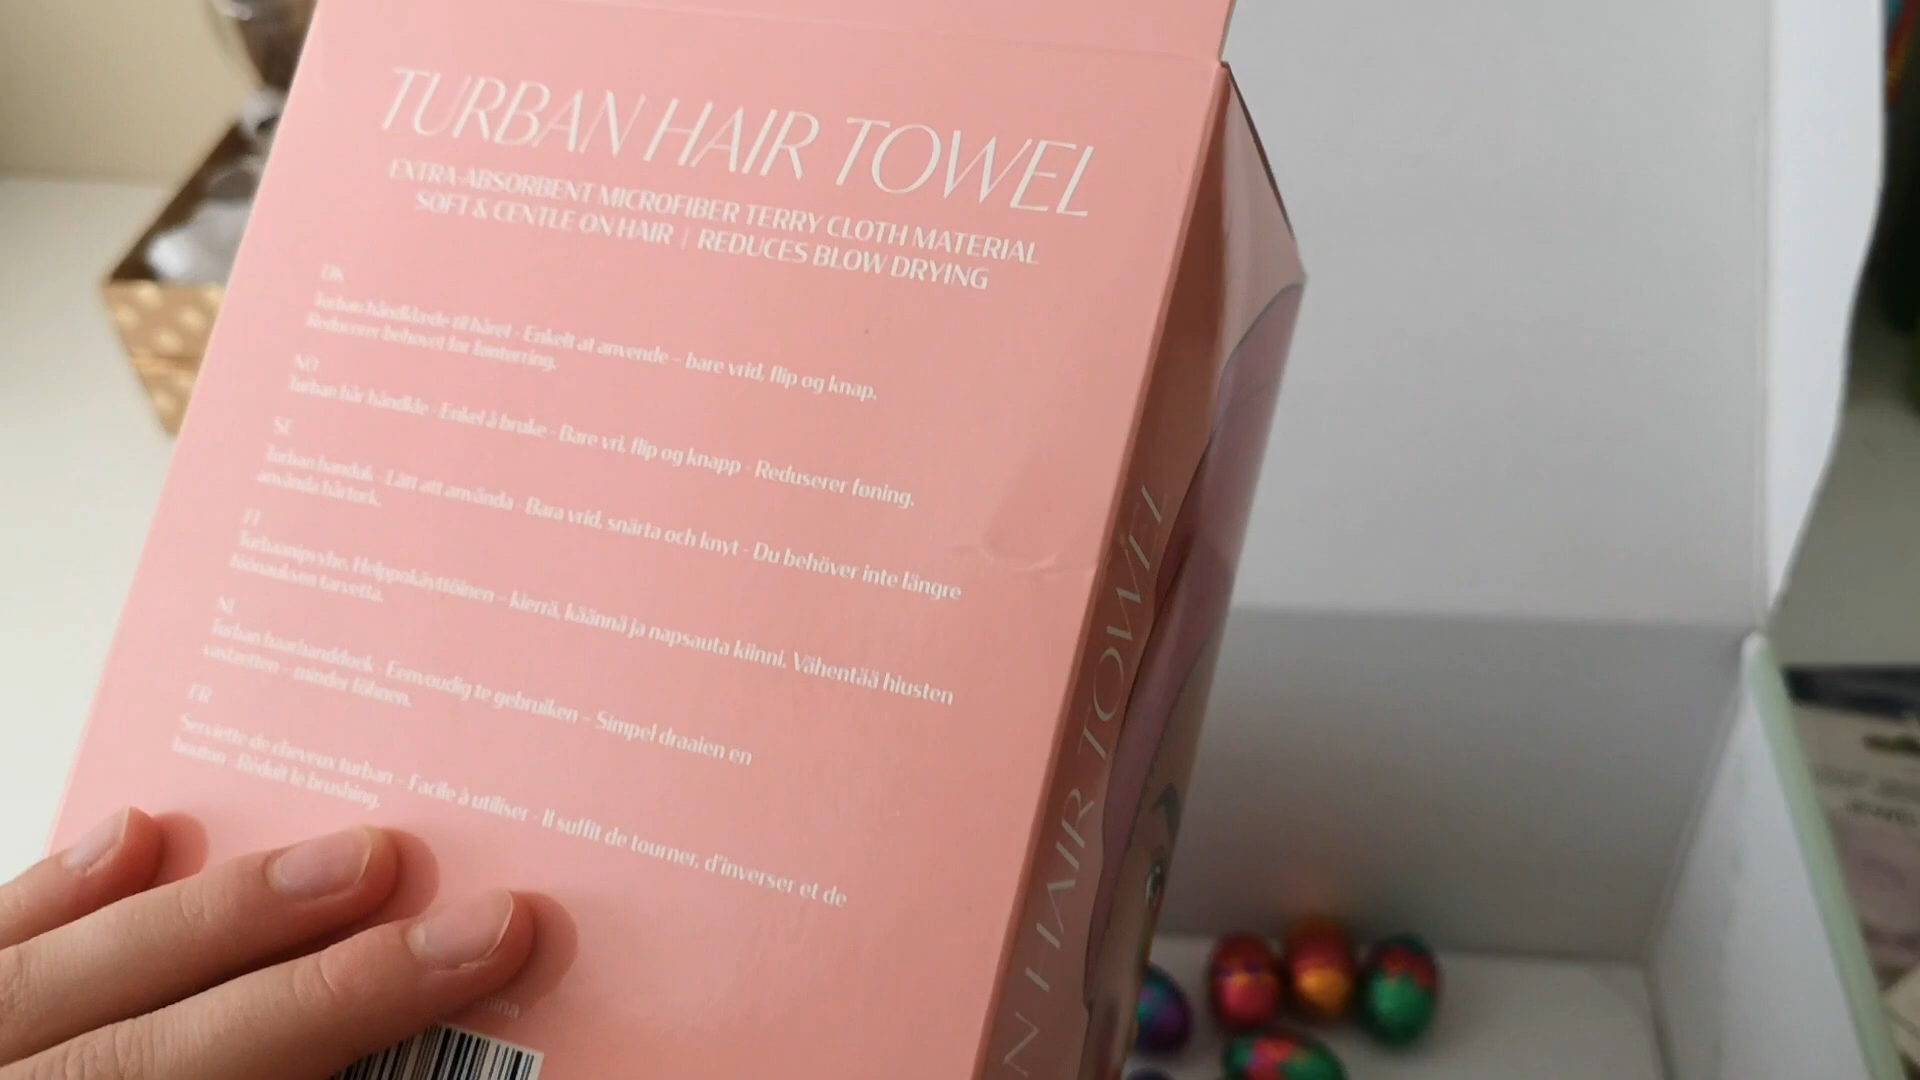 TURBAN HAIR TOWEL
EXTRA-ABSORBENT MICROFIBER TERRY CLOTH MATERIAL
SOFT & GENTLE ON HAIR | REDUCES BLOW DRYING
DK
Turban håndklæde til håret - Enkelt at anvende – bare vrid, flip og knap.
Reducerer behovet for føntørring.
NO
Turban hår håndkle - Enkel å bruke - Bare vri, flip og knapp - Reduserer føning.
SE
Turban handuk - Lätt att använda - Bara vrid, snärta och knyt - Du behöver inte längre
använda hårtork.
FI
Turbaanipyyhe. Helppokäyttöinen – kierrä, käännä ja napsauta kiinni. Vähentää hiusten
föönauksen tarvetta.
NL
Turban haarhanddoek - Eenvoudig te gebruiken – Simpel draaien en
vastzetten – minder föhnen.
FR
Serviette de cheveux turban - Facile à utiliser - Il suffit de tourner, d'inverser et de
bouton - Réduit le brushing.
N HAIR TOWEL